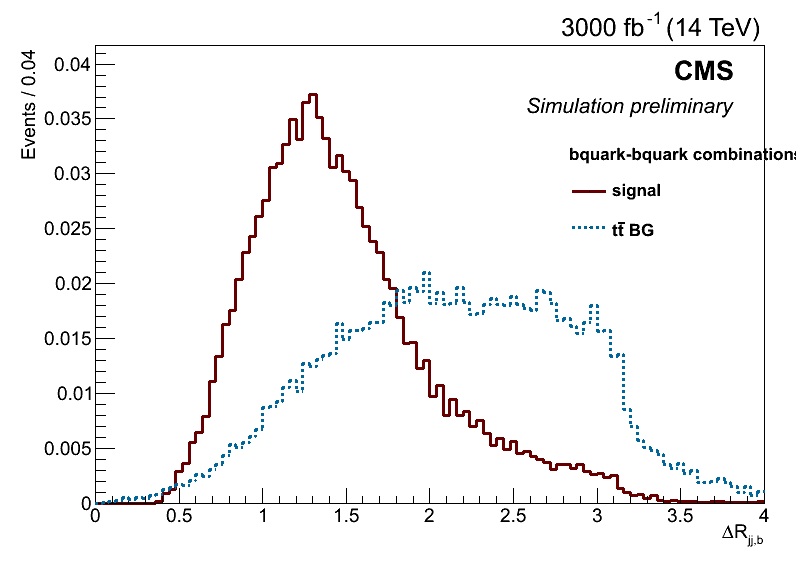 3000 fb-1 (14 TeV)
CMS
Simulation preliminary
bquark-bquark combinations
signal
tt̄ BG
Events / 0.04
0.04
0.035
0.03
0.025
0.02
0.015
0.01
0.005
0
0 0.5 1 1.5 2 2.5 3 3.5 4
ΔRjj,b